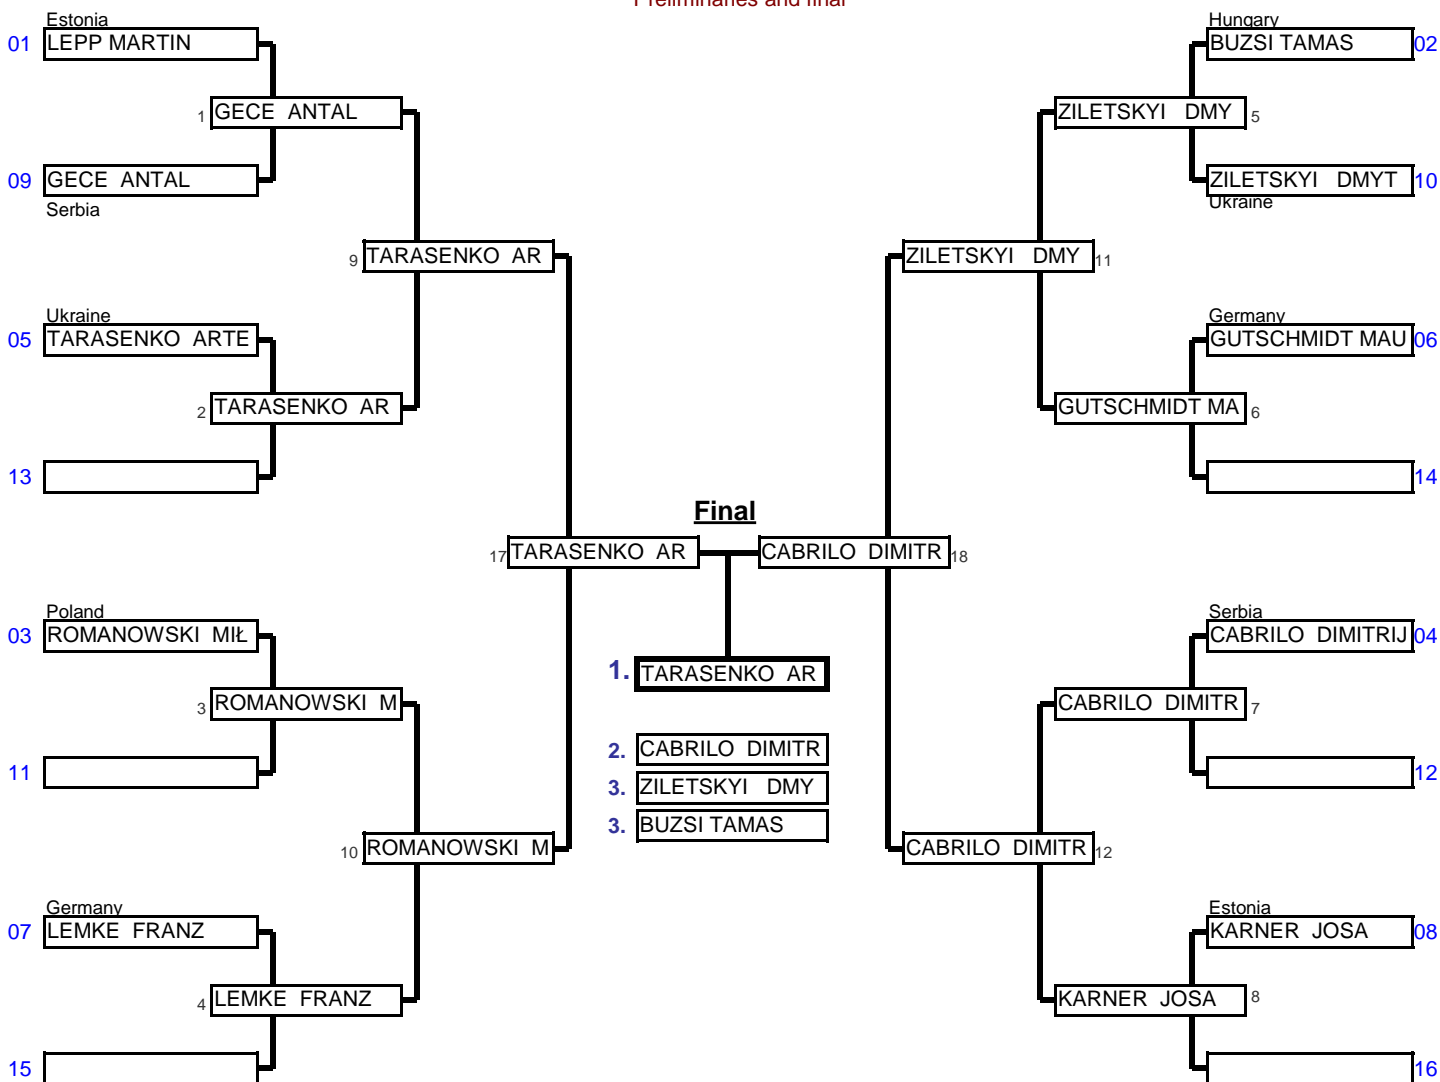 Preliminaries and final
Estonia
Hungary
01 LEPP MARTIN
BUZSI TAMAS 02
1 GECE ANTAL
ZILETSKYI DMY 5
09 GECE ANTAL
ZILETSKYI DMYT 10
Serbia
Ukraine
9 TARASENKO AR
ZILETSKYI DMY 11
Ukraine
Germany
05 TARASENKO ARTE
GUTSCHMIDT MAU 06
2 TARASENKO AR
GUTSCHMIDT MA 6
13
14
Final
17 TARASENKO AR
CABRILO DIMITR 18
Poland
Serbia
03 ROMANOWSKI MIŁ
CABRILO DIMITRIJ 04
1. TARASENKO AR
3 ROMANOWSKI M
CABRILO DIMITR 7
2. CABRILO DIMITR
11
12
3. ZILETSKYI DMY
3. BUZSI TAMAS
10 ROMANOWSKI M
CABRILO DIMITR 12
Germany
Estonia
07 LEMKE FRANZ
KARNER JOSA 08
4 LEMKE FRANZ
KARNER JOSA 8
15
16